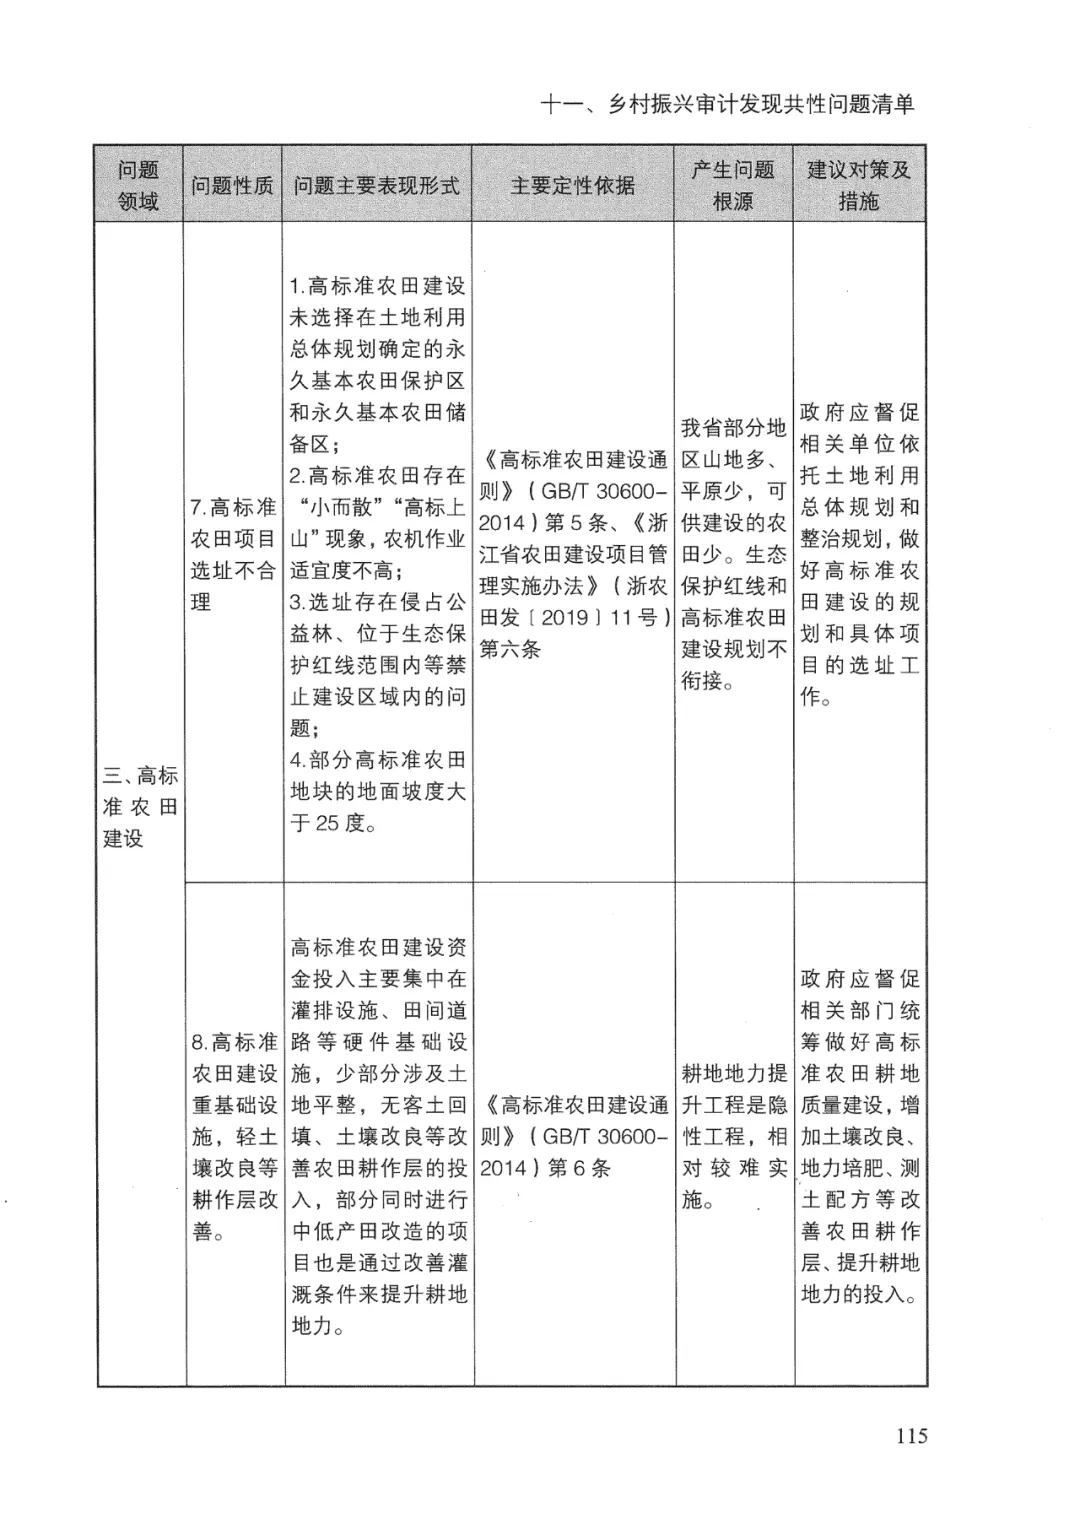 十一、乡村振兴审计发现共性问题清单
问题
领域
问题性质
问题主要表现形式
主要定性依据
产生问题
根源
建议对策及
措施
三、高标
准农田
建设
7.高标准
农田项目
选址不合
理
1.高标准农田建设
未选择在土地利用
总体规划确定的永
久基本农田保护区
和永久基本农田储
备区；
2.高标准农田存在
“小而散”“高标上
山”现象，农机作业
适宜度不高；
3.选址存在侵占公
益林、位于生态保
护红线范围内等禁
止建设区域内的问
题；
4.部分高标准农田
地块的地面坡度大
于25度。
《高标准农田建设通
则》（GB/T 30600-
2014）第5条、《浙
江省农田建设项目管
理实施办法》（浙农
田发〔2019〕11号）
第六条
我省部分地
区山地多、
平原少，可
供建设的农
田少。生态
保护红线和
高标准农田
建设规划不
衔接。
政府应督促
相关单位依
托土地利用
总体规划和
整治规划，做
好高标准农
田建设的规
划和具体项
目的选址工
作。
8.高标准
农田建设
重基础设
施，轻土
壤改良等
耕作层改
善。
高标准农田建设资
金投入主要集中在
灌排设施、田间道
路等硬件基础设
施，少部分涉及土
地平整，无客土回
填、土壤改良等改
善农田耕作层的投
入，部分同时进行
中低产田改造的项
目也是通过改善灌
溉条件来提升耕地
地力。
《高标准农田建设通
则》（GB/T 30600-
2014）第6条
耕地地力提
升工程是隐
性工程，相
对较难实
施。
政府应督促
相关部门统
筹做好高标
准农田耕地
质量建设，增
加土壤改良、
地力培肥、测
土配方等改
善农田耕作
层、提升耕地
地力的投入。
115